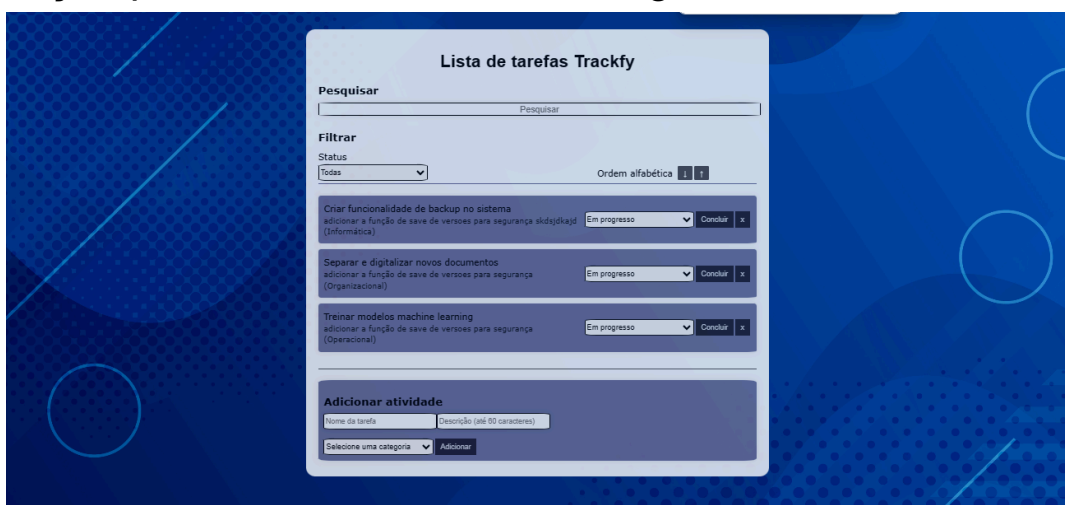 Lista de tarefas Trackfy
Pesquisar
Pesquisar
Filtrar
Status
Todas
Ordem alfabética ↓ ↑
Criar funcionalidade de backup no sistema
adicionar a função de save de versoes para segurança skdsjdkajd
(Informática)
Em progresso Concluir x
Separar e digitalizar novos documentos
adicionar a função de save de versoes para segurança
(Organizacional)
Em progresso Concluir x
Treinar modelos machine learning
adicionar a função de save de versoes para segurança
(Operacional)
Em progresso Concluir x
Adicionar atividade
Nome da tarefa Descrição (até 60 caracteres)
Selecione uma categoria Adicionar